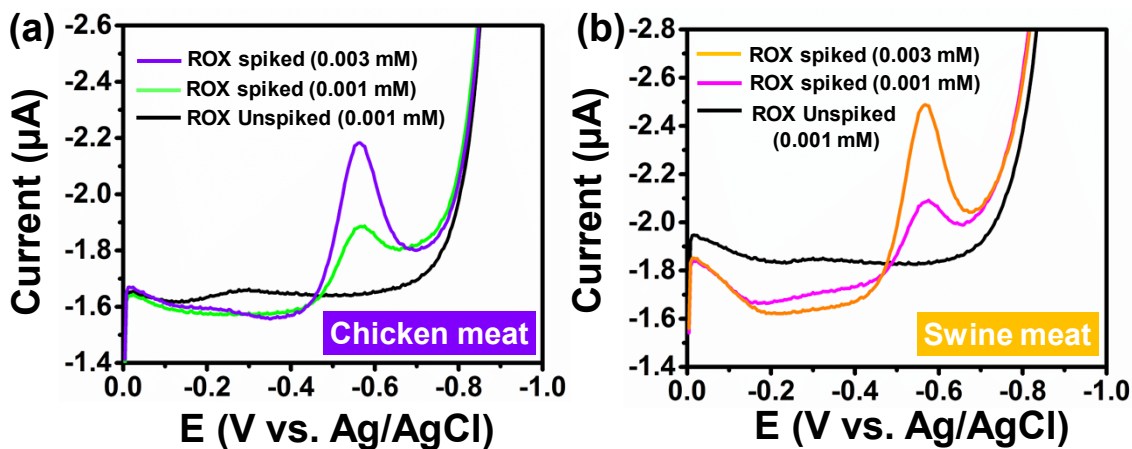 (a)
-2.6
-2.4
-2.2
-2.0
-1.8
-1.6
-1.4
Current (μA)
ROX spiked (0.003 mM)
ROX spiked (0.001 mM)
ROX Unspiked (0.001 mM)
Chicken meat
0.0 -0.2 -0.4 -0.6 -0.8 -1.0
E (V vs. Ag/AgCl)
(b)
-2.8
-2.6
-2.4
-2.2
-2.0
-1.8
-1.6
-1.4
Current (μA)
ROX spiked (0.003 mM)
ROX spiked (0.001 mM)
ROX Unspiked
(0.001 mM)
Swine meat
0.0 -0.2 -0.4 -0.6 -0.8 -1.0
E (V vs. Ag/AgCl)